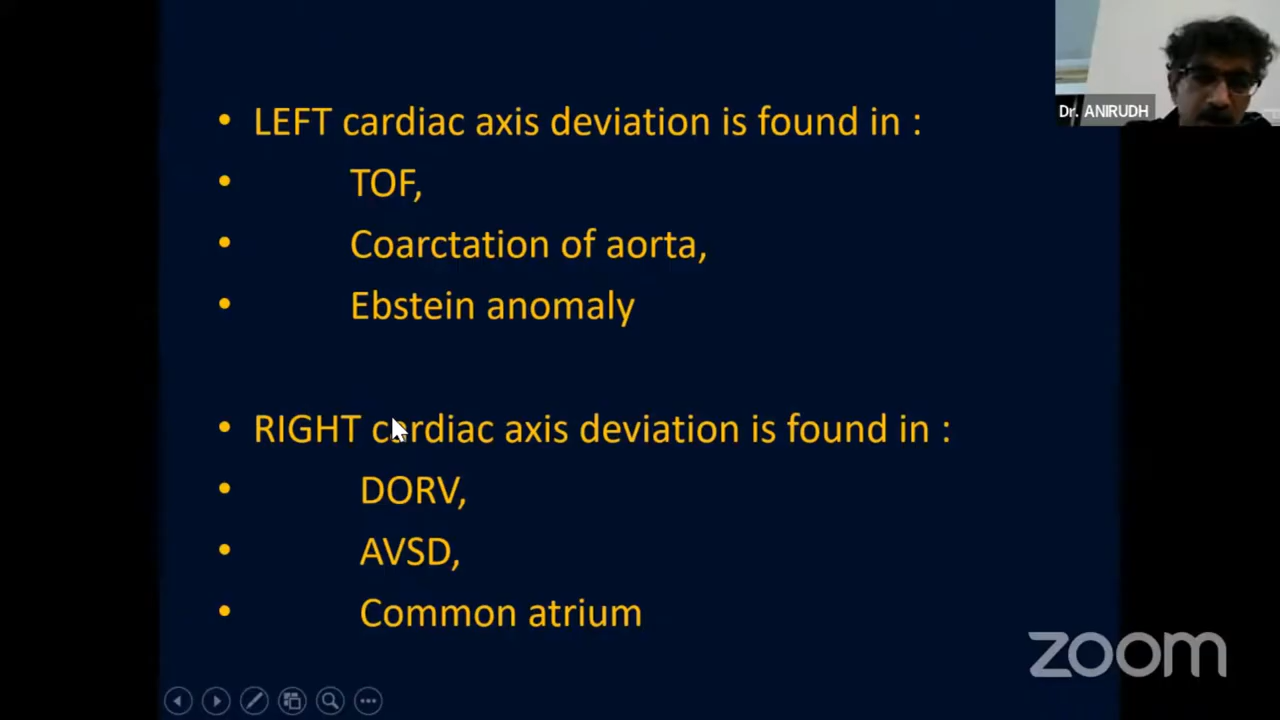 • LEFT cardiac axis deviation is found in :
• TOF,
• Coarctation of aorta,
• Ebstein anomaly
• RIGHT cardiac axis deviation is found in :
• DORV,
• AVSD,
• Common atrium
Dr. ANIRUDH
zoom